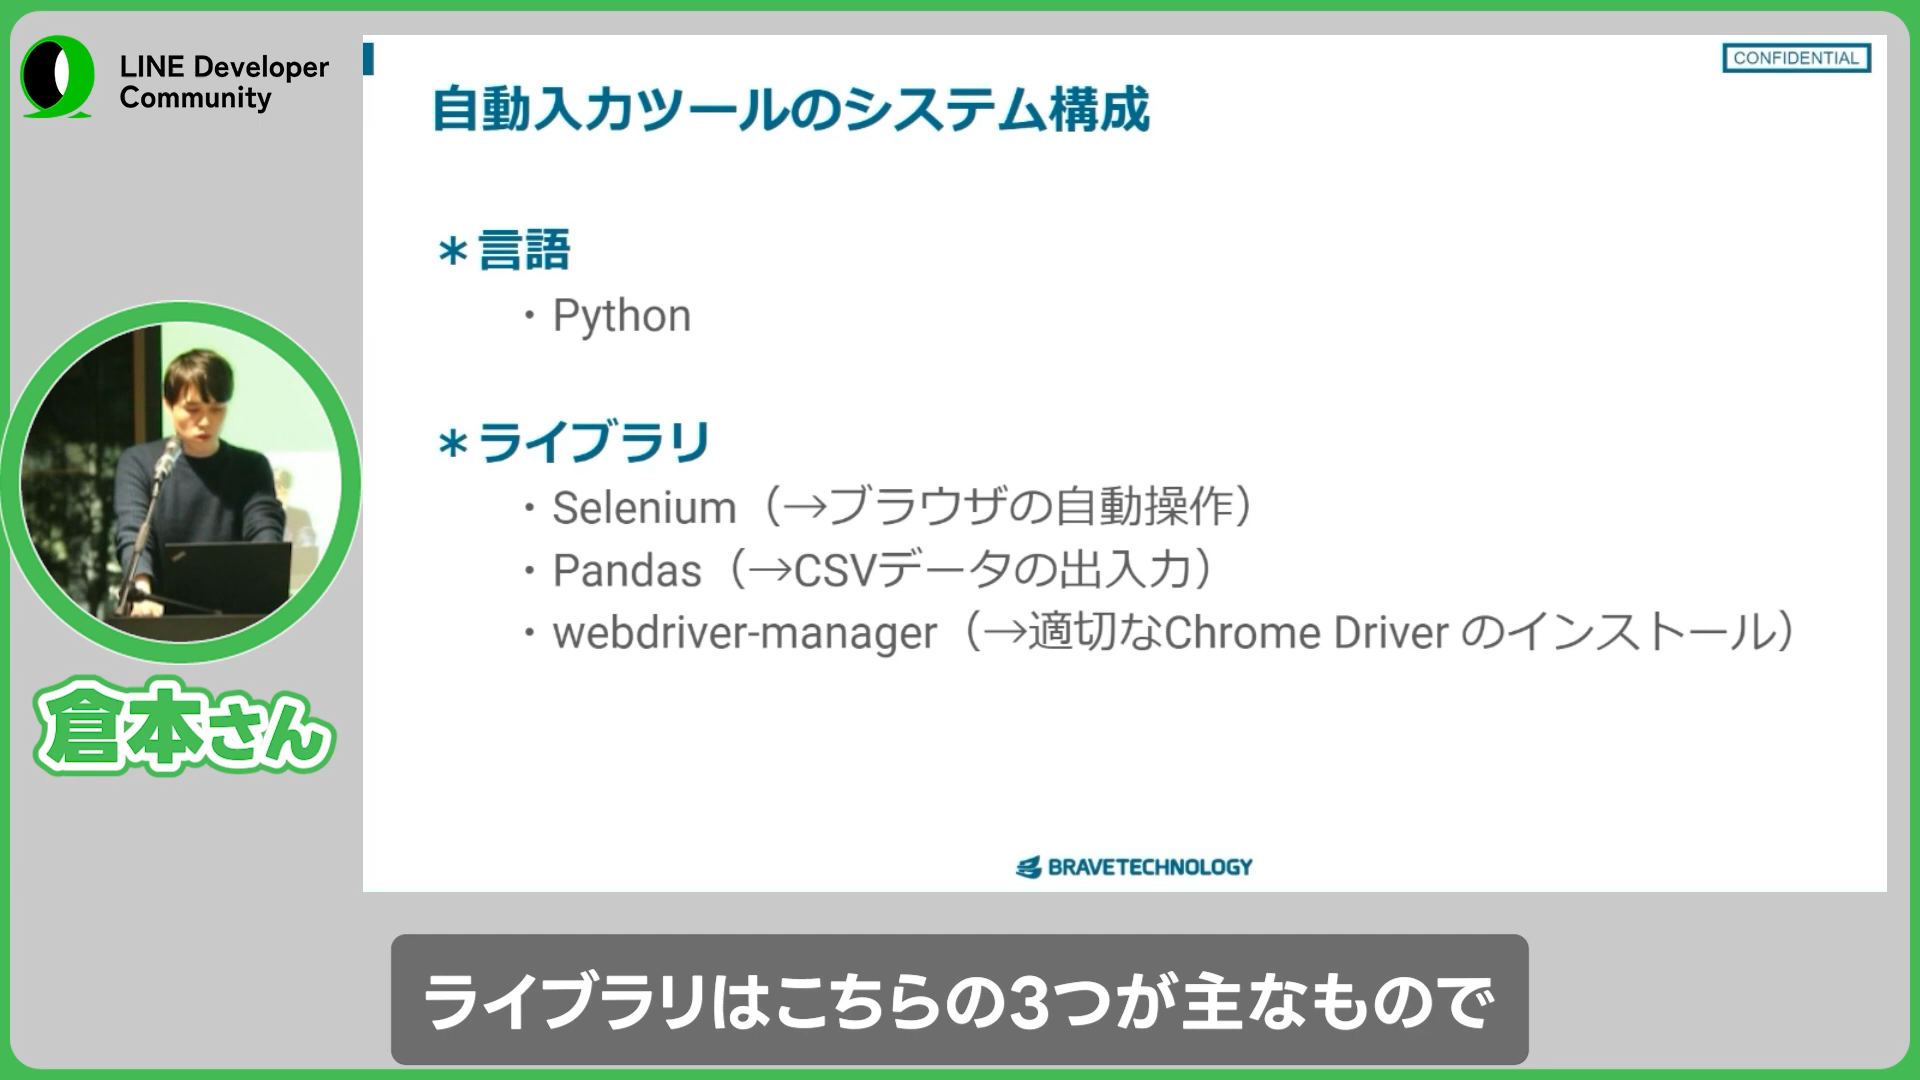 LINE Developer
Community
CONFIDENTIAL
自動入力ツールのシステム構成
＊言語
・Python
＊ライブラリ
・Selenium（→ブラウザの自動操作）
・Pandas（→CSVデータの出入力）
・webdriver-manager（→適切なChrome Driver のインストール）
倉本さん
BRAVETECHNOLOGY
ライブラリはこちらの3つが主なもので